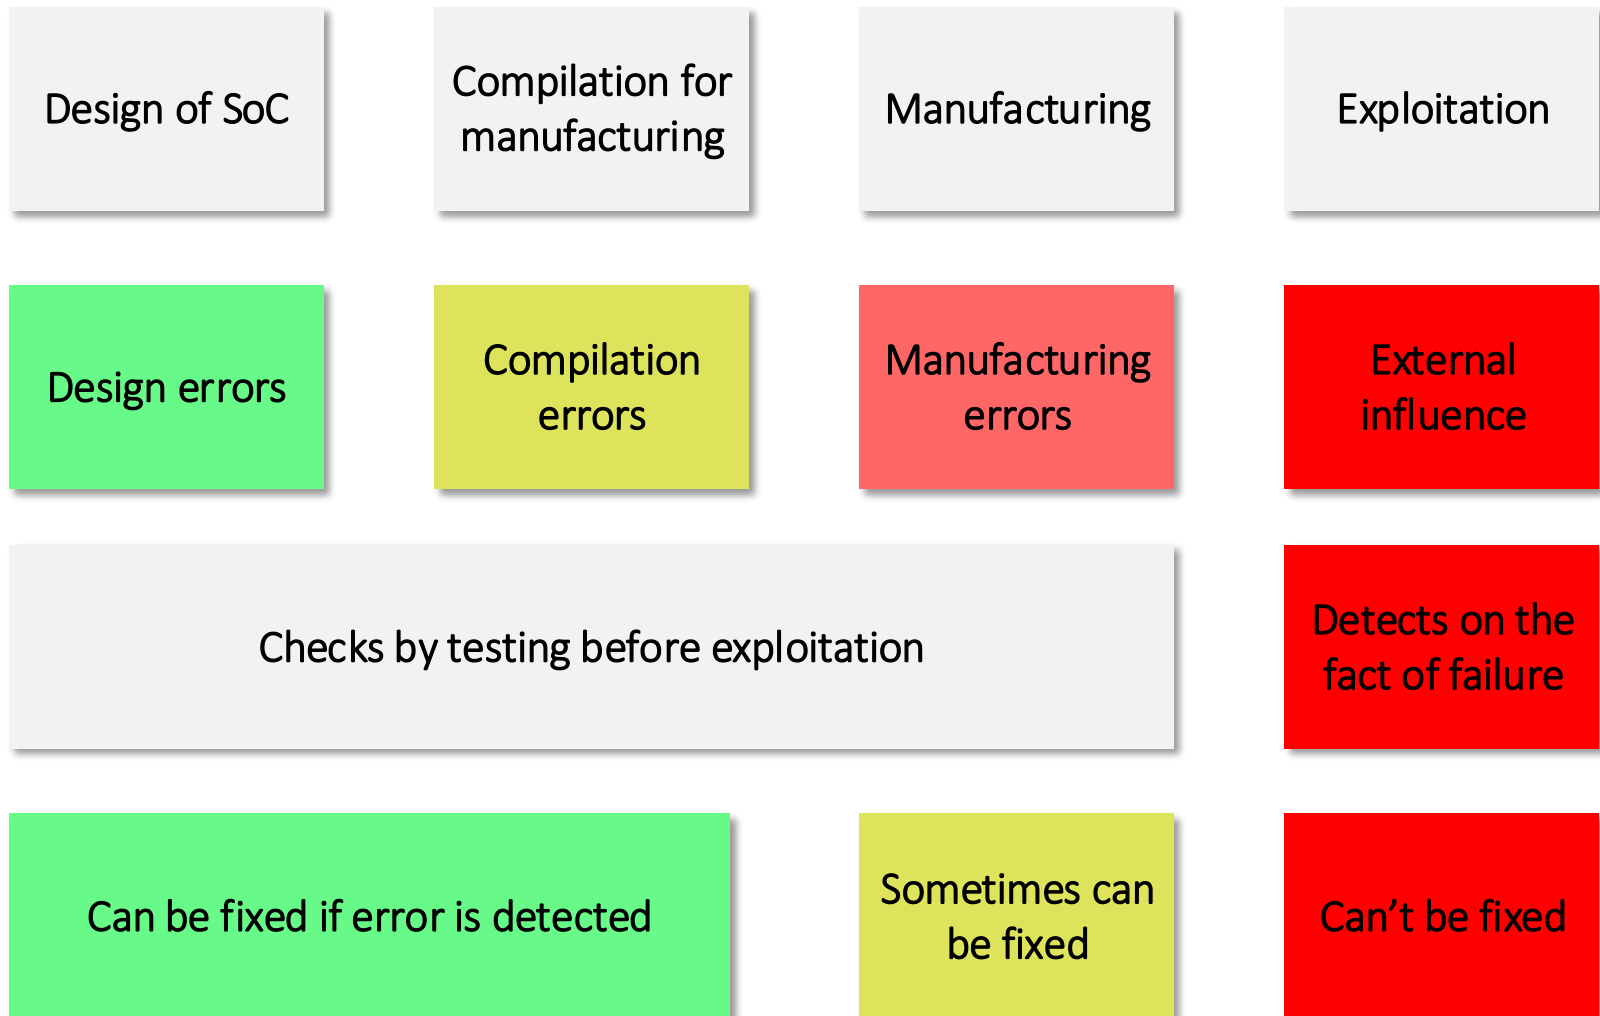 Design of SoC
Compilation for
manufacturing
Manufacturing
Exploitation
Design errors
Compilation
errors
Manufacturing
errors
External
influence
Checks by testing before exploitation
Detects on the
fact of failure
Can be fixed if error is detected
Sometimes can
be fixed
Can’t be fixed